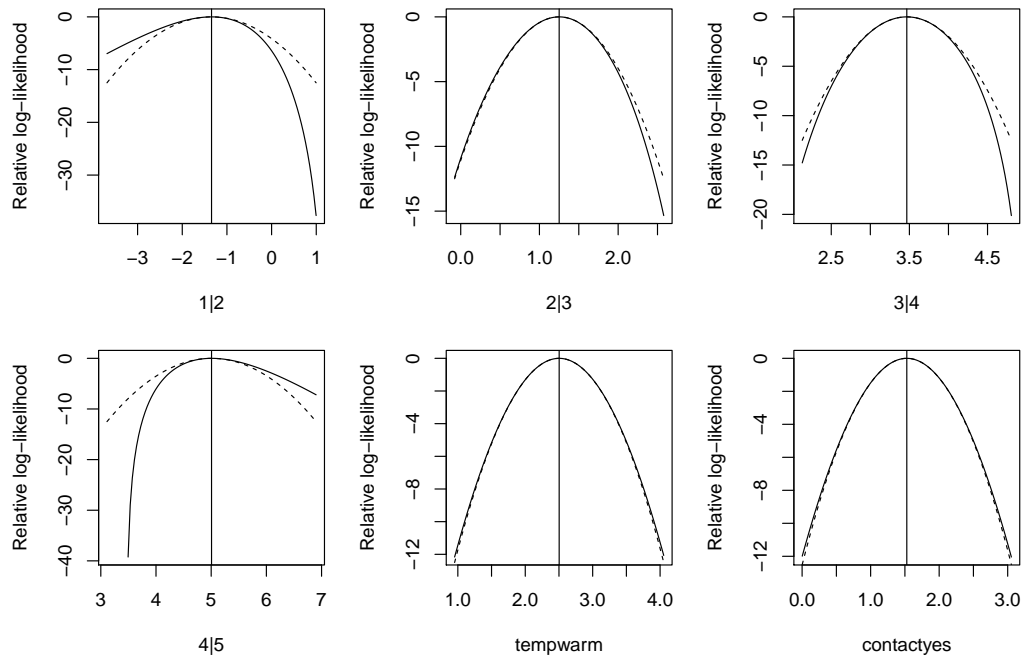 Relative log−likelihood
0
−10
−20
−30
−3 −2 −1 0 1
1|2
Relative log−likelihood
0
−5
−10
−15
0.0 1.0 2.0
2|3
Relative log−likelihood
0
−5
−10
−15
−20
2.5 3.5 4.5
3|4
Relative log−likelihood
0
−10
−20
−30
−40
3 4 5 6 7
4|5
Relative log−likelihood
0
−4
−8
−12
1.0 2.0 3.0 4.0
tempwarm
Relative log−likelihood
0
−4
−8
−12
0.0 1.0 2.0 3.0
contactyes